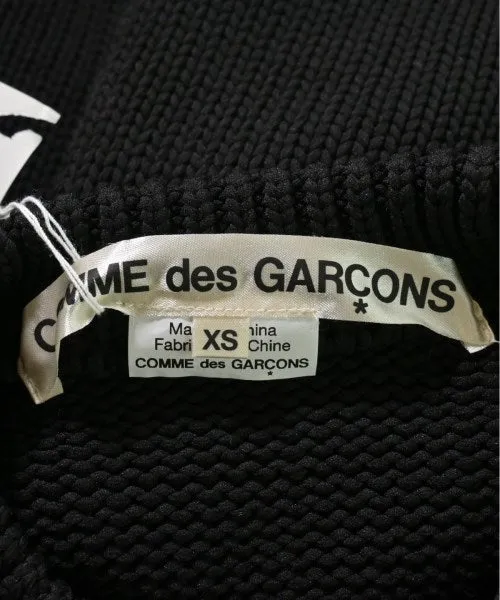 COMME des GARÇONS
*
XS
Ma    hina
Fabri    Chine
COMME des GARÇONS
*